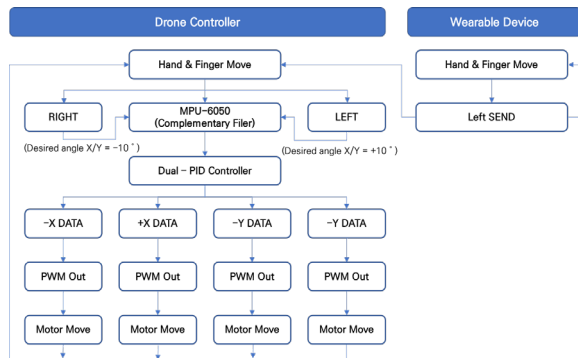 Drone Controller
Wearable Device
Hand & Finger Move
Hand & Finger Move
RIGHT
MPU-6050
(Complementary Filer)
LEFT
Left SEND
(Desired angle X/Y = -10˚)
(Desired angle X/Y = +10˚)
Dual - PID Controller
-X DATA
+X DATA
-Y DATA
-Y DATA
PWM Out
PWM Out
PWM Out
PWM Out
Motor Move
Motor Move
Motor Move
Motor Move